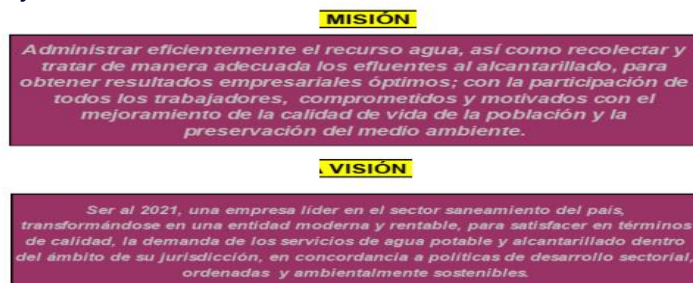 MISIÓN
Administrar eficientemente el recurso agua, así como recolectar y
tratar de manera adecuada los efluentes al alcantarillado, para
obtener resultados empresariales óptimos; con la participación de
todos los trabajadores, comprometidos y motivados con el
mejoramiento de la calidad de vida de la población y la
preservación del medio ambiente.
VISIÓN
Ser al 2021, una empresa líder en el sector saneamiento del país,
transformándose en una entidad moderna y rentable, para satisfacer en términos
de calidad, la demanda de los servicios de agua potable y alcantarillado dentro
del ámbito de su jurisdicción, en concordancia a políticas de desarrollo sectorial,
ordenadas y ambientalmente sostenibles.